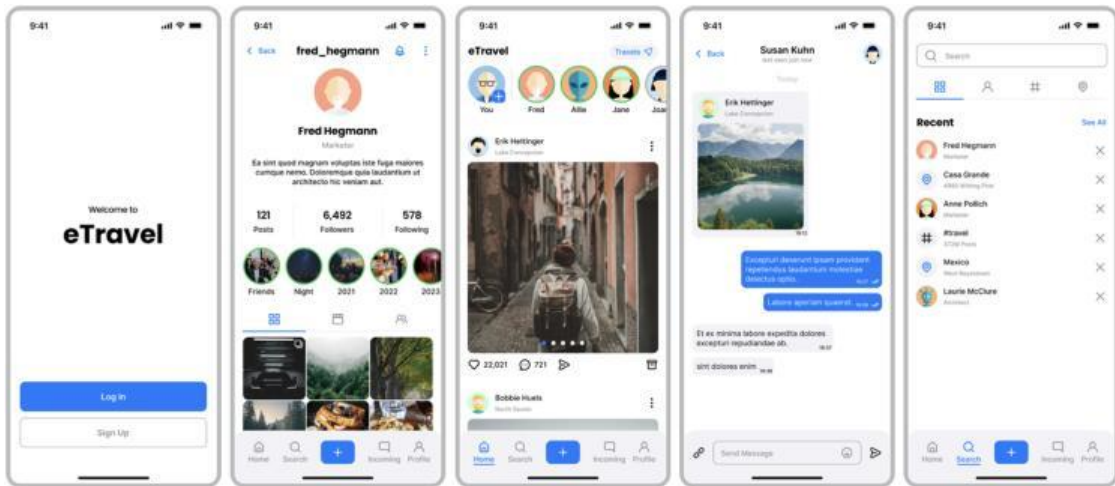 9:41
Welcome to
eTravel
Log in
Sign Up
9:41
Back
fred_hegmann
Fred Hegmann
Marketer
Ea sint quod magnam voluptas iste fuga maiores
cumque nemo. Doloremque quia laudantium ut
architecto hic veniam aut.
121
6,492
578
Posts
Followers
Following
Friends
Night
2021
2022
2023
Home
Search
Incoming
Profile
9:41
eTravel
Travels
You
Fred
Allie
Jane
Erik Hettinger
Lake Concepcion
22,021
721
Bobbie Huels
Home
Search
Incoming
Profile
9:41
Back
Susan Kuhn
last seen just now
Today
Erik Hettinger
Lake Concepcion
Excepturi deserunt ipsam provident
repellendus laudantium molestiae
delectus optio.
Labore aperiam quaerat.
Et ex minima labore expedita dolores
excepturi repudiandae ab.
sint dolores enim
Send Message
9:41
Search
Recent
See All
Fred Hegmann
Marketer
Casa Grande
Anne Pollich
Marketer
#travel
Mexico
Laurie McClure
Architect
Home
Search
Incoming
Profile